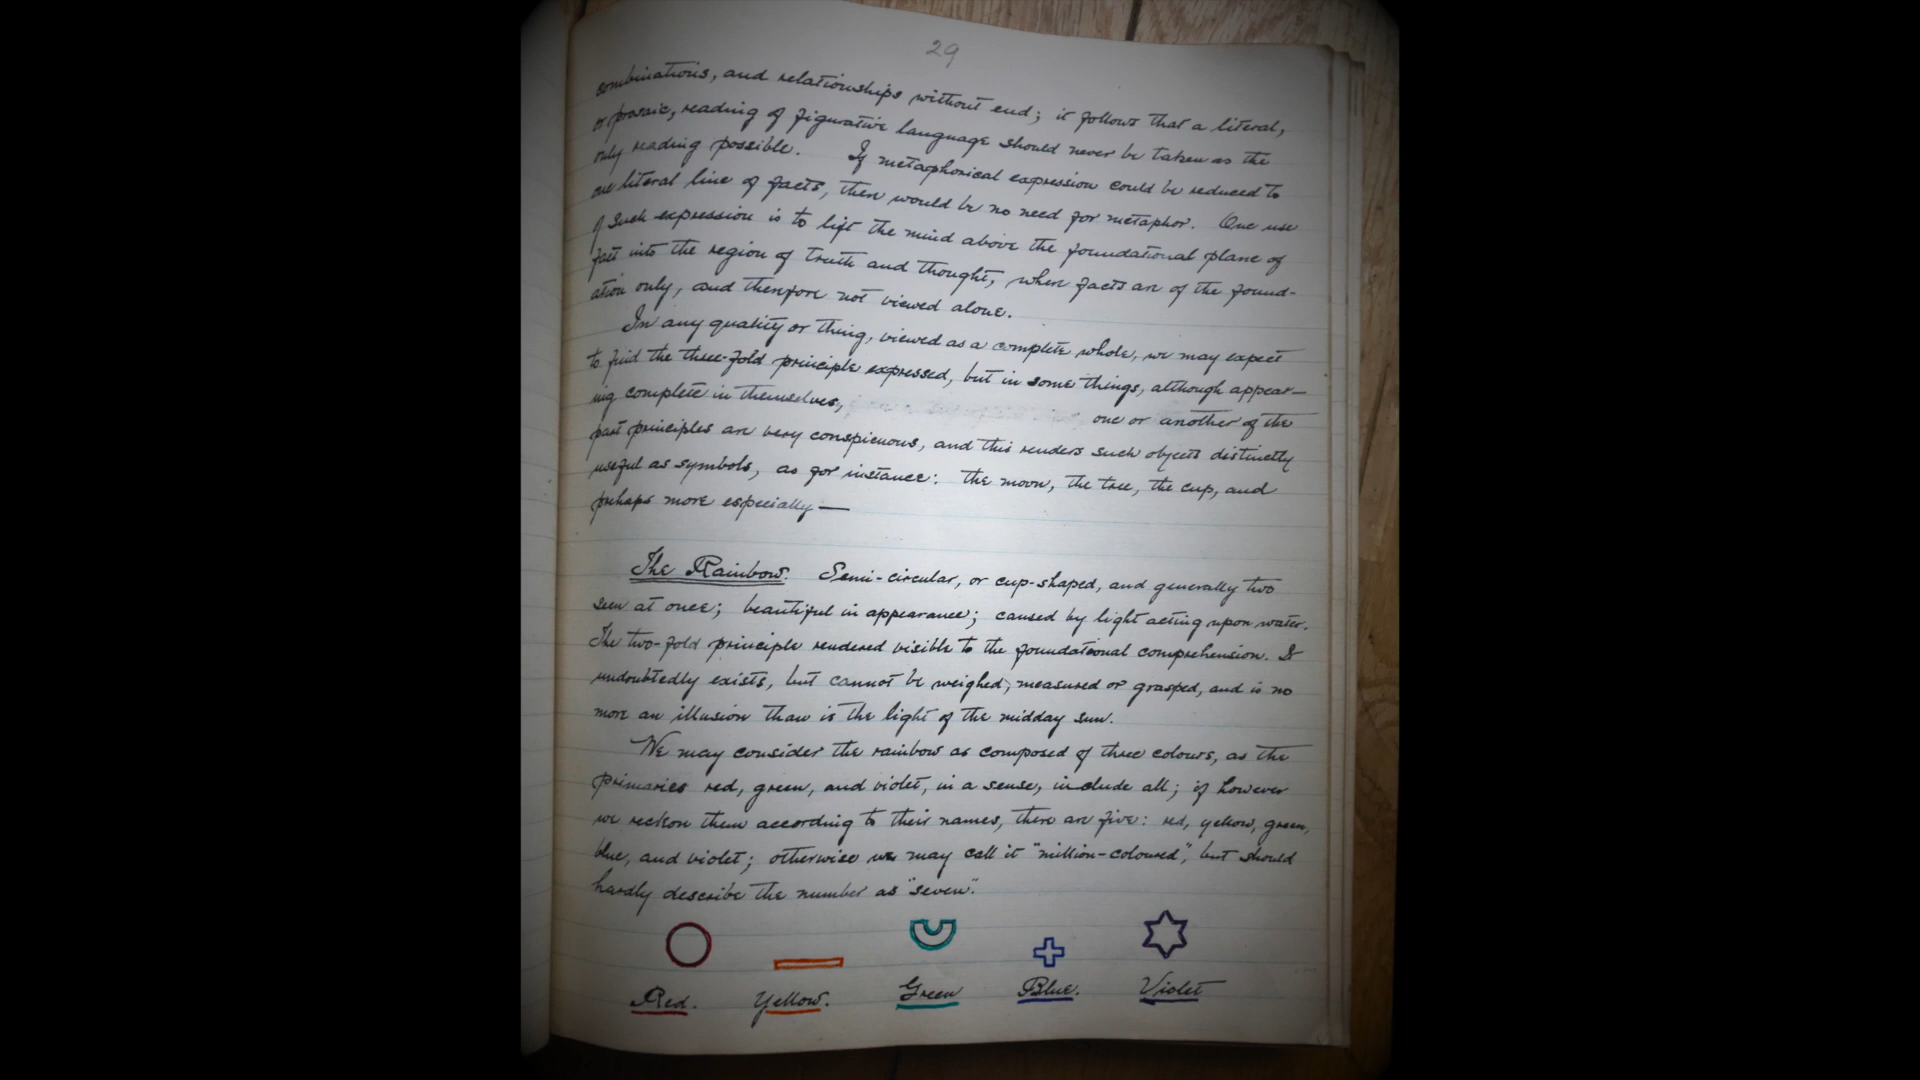 29
combinations, and relationships without end; it follows that a literal,
or prosaic, reading of figurative language should never be taken as the
only reading possible. If metaphorical expression could be reduced to
one literal line of facts, there would be no need for metaphor. One use
of such expression is to lift the mind above the foundational plane of
fact into the region of truth and thought, where facts are of the found-
ation only, and therefore not viewed alone.
In any quality or thing, viewed as a complete whole, we may expect
to find the three-fold principle expressed, but in some things, although appear-
ing complete in themselves, one or another of the
part principles are very conspicuous, and this renders such objects distinctly
useful as symbols, as for instance: the moon, the tree, the cup, and
perhaps more especially —
The Rainbow. Semi-circular, or cup-shaped, and generally two
seen at once; beautiful in appearance; caused by light acting upon water.
The two-fold principle rendered visible to the foundational comprehension. It
undoubtedly exists, but cannot be weighed, measured or grasped, and is no
more an illusion than is the light of the midday sun.
We may consider the rainbow as composed of three colours, as the
primaries red, green, and violet, in a sense, include all; if however
we reckon them according to their names, there are five: red, yellow, green,
blue, and violet; otherwise we may call it "million-coloured", but should
hardly describe the number as "seven".
Red. Yellow. Green Blue. Violet